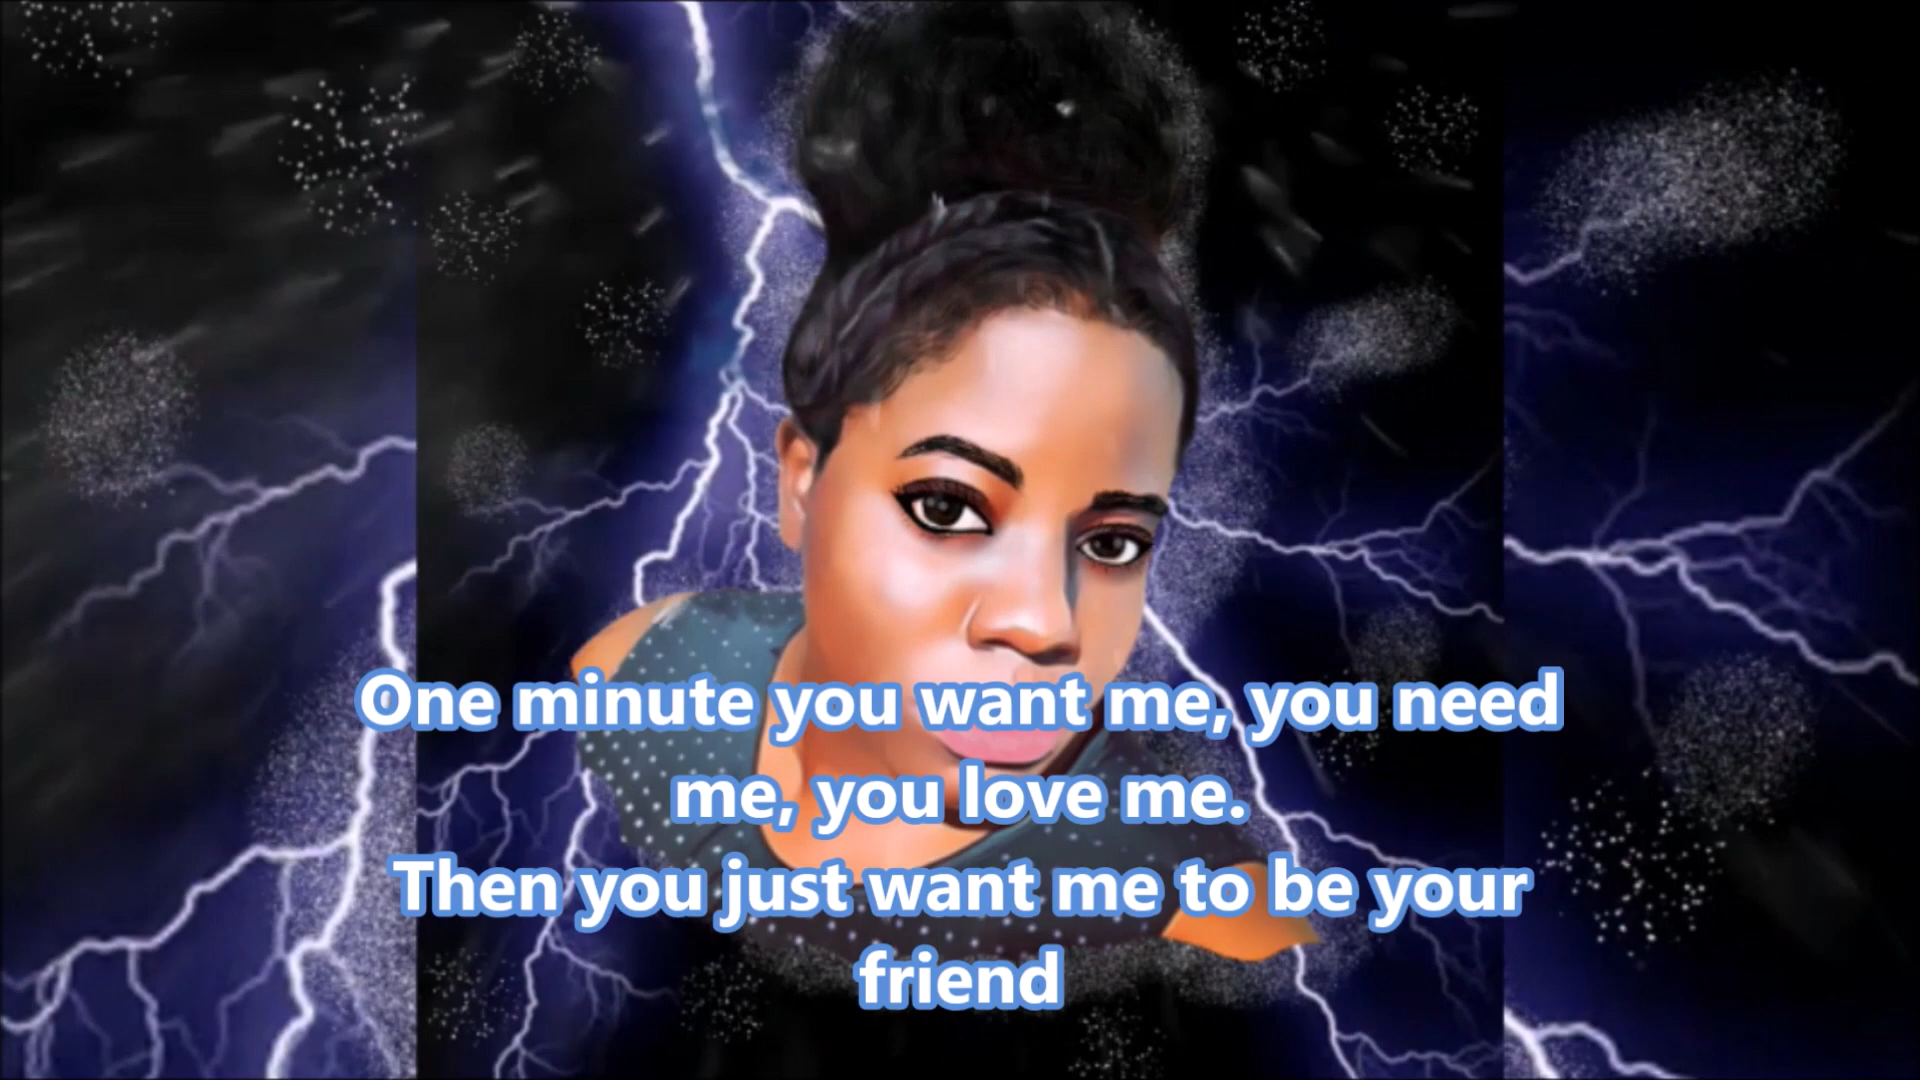 One minute you want me, you need
me, you love me.
Then you just want me to be your
friend